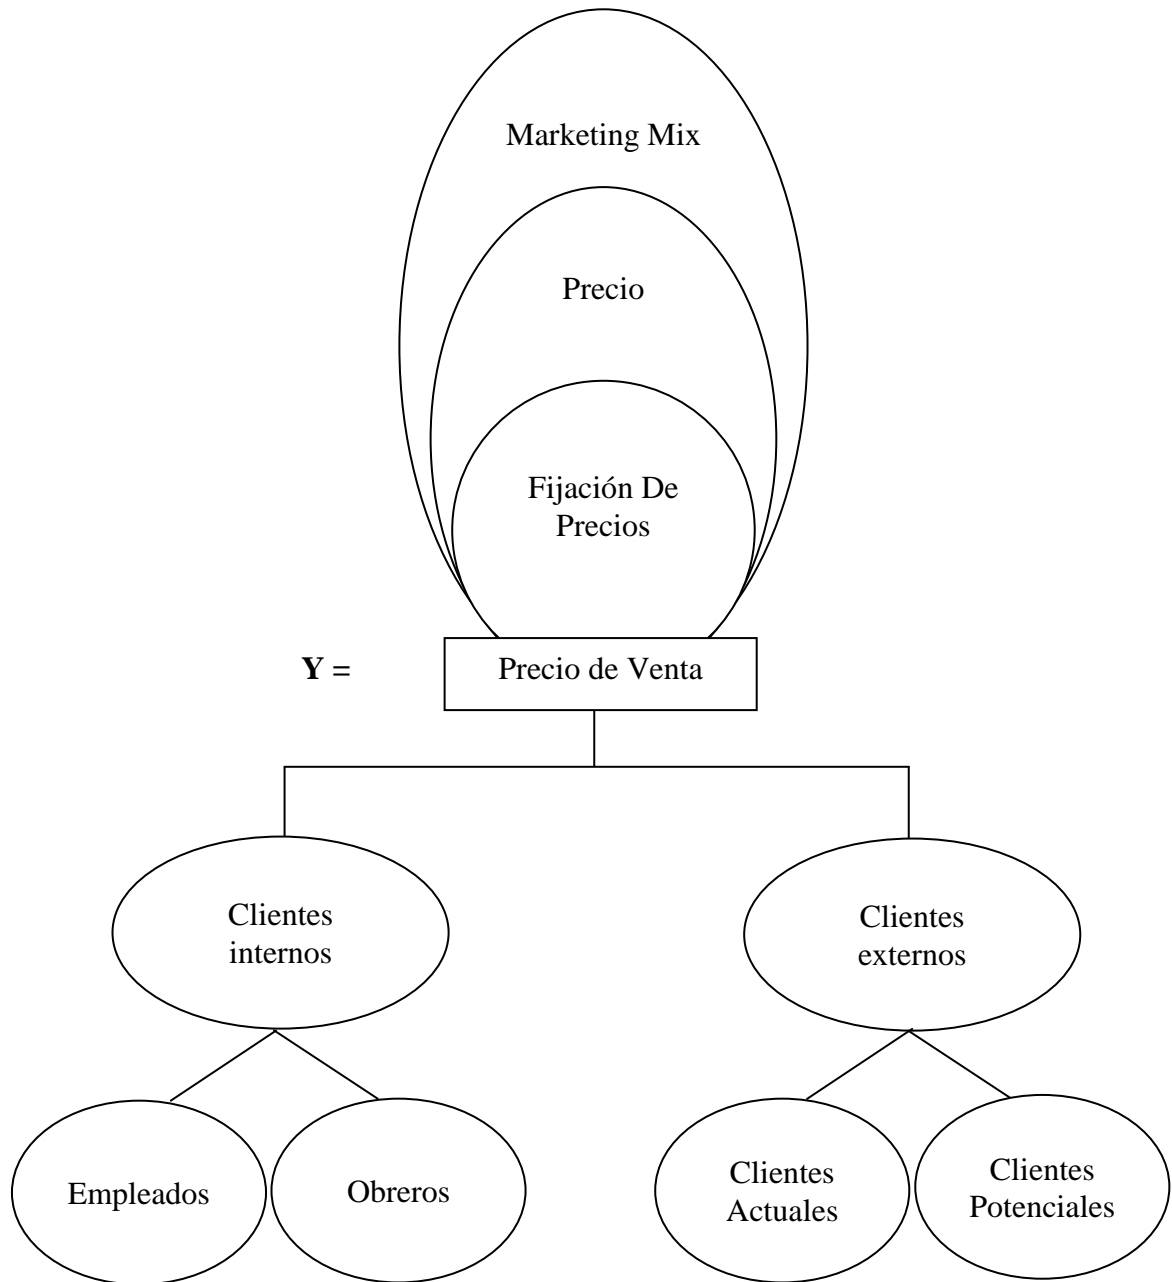 Marketing Mix
Precio
Fijación De
Precios
Y =
Precio de Venta
Clientes
internos
Clientes
externos
Empleados
Obreros
Clientes
Actuales
Clientes
Potenciales